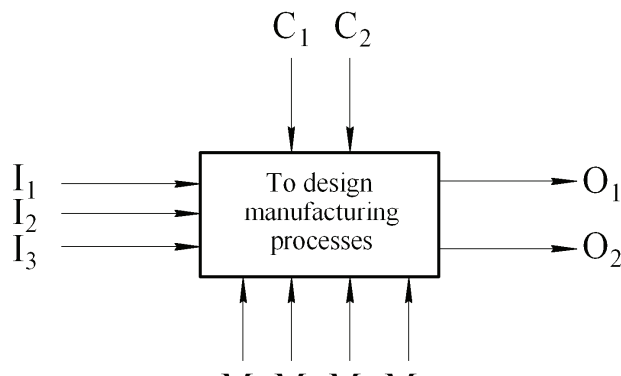 C₁ C₂
I₁
I₂
I₃
To design
manufacturing
processes
O₁
O₂